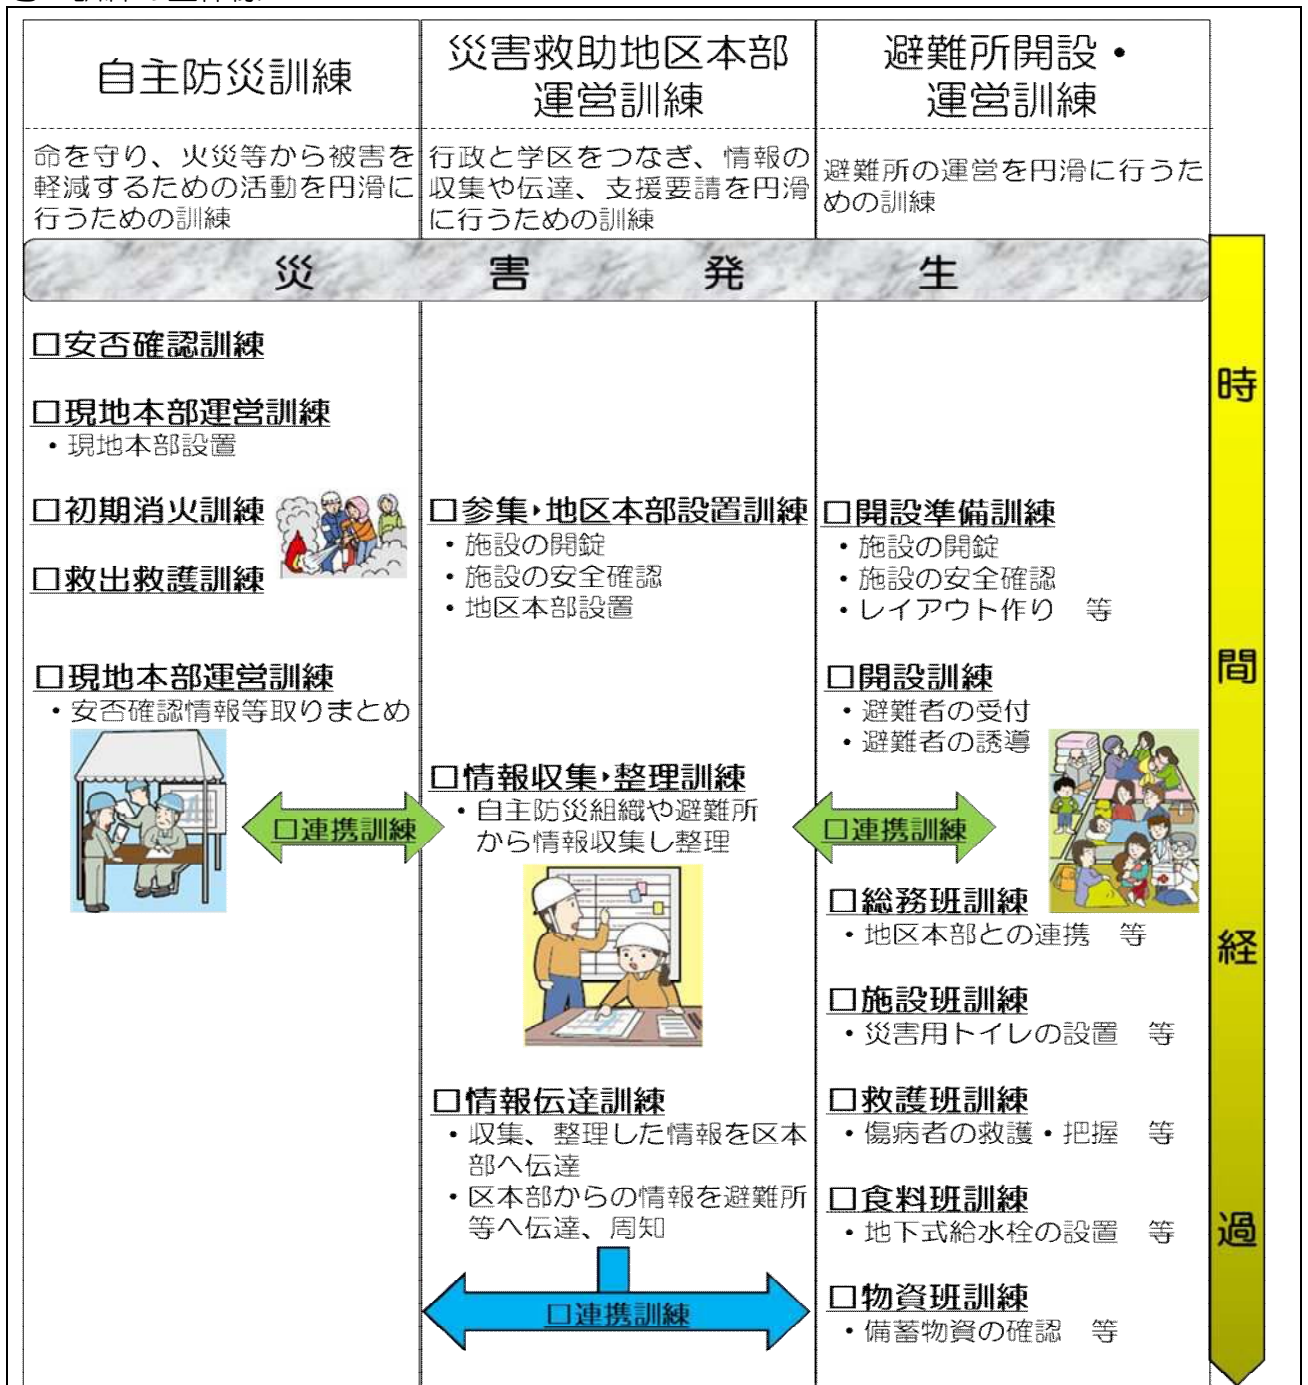 自主防災訓練
災害救助地区本部
運営訓練
避難所開設・
運営訓練
命を守り、火災等から被害を
軽減するための活動を円滑に
行うための訓練
行政と学区をつなぎ、情報の
収集や伝達、支援要請を円滑
に行うための訓練
避難所の運営を円滑に行うた
めの訓練
災害発生
時間経過
□安否確認訓練
□現地本部運営訓練
・現地本部設置
□初期消火訓練
□救出救護訓練
□現地本部運営訓練
・安否確認情報等取りまとめ
□連携訓練
□参集・地区本部設置訓練
・施設の開錠
・施設の安全確認
・地区本部設置
□情報収集・整理訓練
・自主防災組織や避難所
から情報収集し整理
□情報伝達訓練
・収集、整理した情報を区本
部へ伝達
・区本部からの情報を避難所
等へ伝達、周知
□連携訓練
□開設準備訓練
・施設の開錠
・施設の安全確認
・レイアウト作り　等
□開設訓練
・避難者の受付
・避難者の誘導
□連携訓練
□総務班訓練
・地区本部との連携　等
□施設班訓練
・災害用トイレの設置　等
□救護班訓練
・傷病者の救護・把握　等
□食料班訓練
・地下式給水栓の設置　等
□物資班訓練
・備蓄物資の確認　等